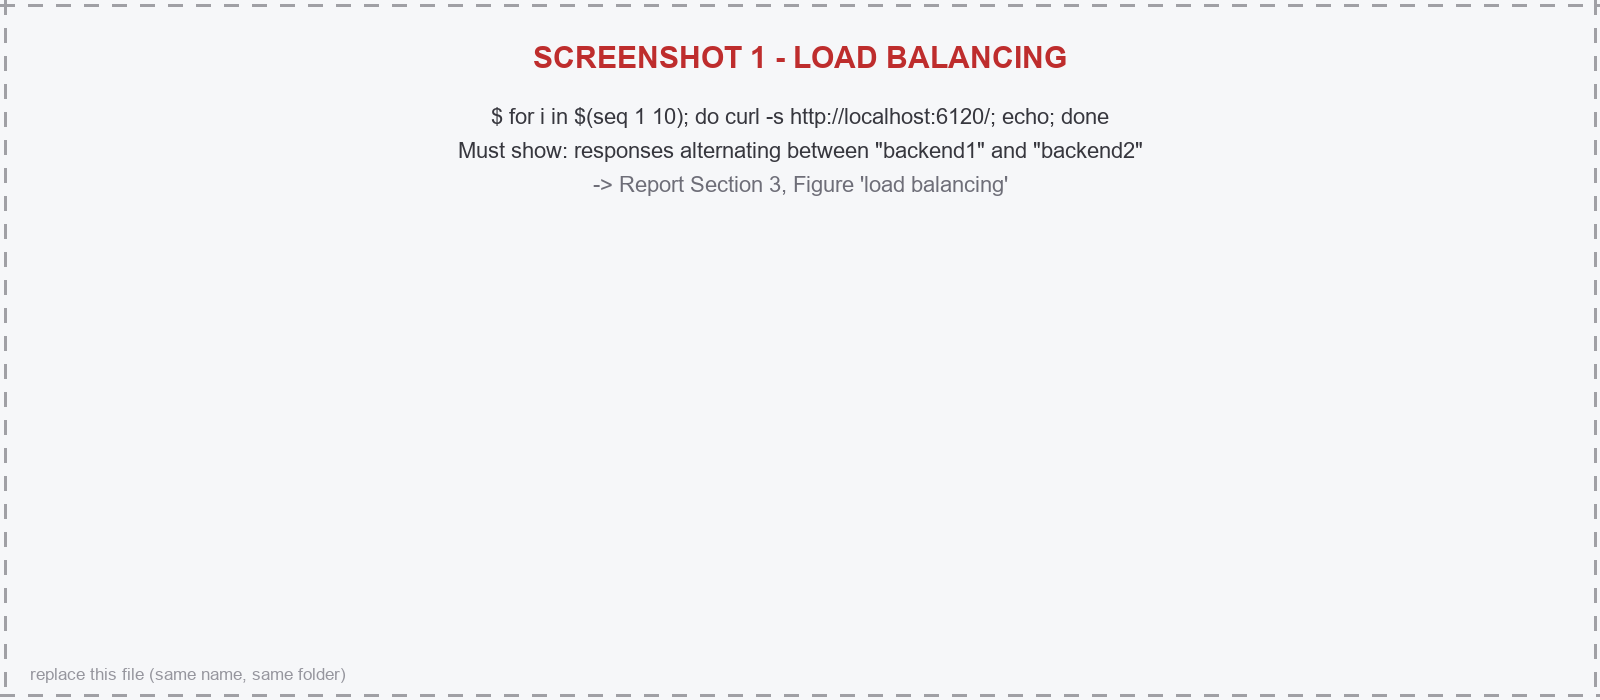 SCREENSHOT 1 - LOAD BALANCING
$ for i in $(seq 1 10); do curl -s http://localhost:6120/; echo; done
Must show: responses alternating between "backend1" and "backend2"
-> Report Section 3, Figure 'load balancing'
replace this file (same name, same folder)